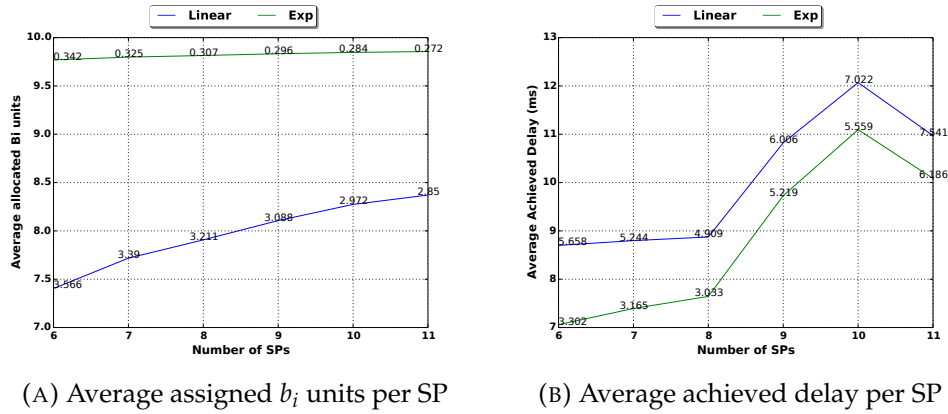 Linear Exp
10.0
9.5
9.0
8.5
8.0
7.5
7.0
Average allocated Bi units
0.342 0.325 0.307 0.296 0.284 0.272
3.566 3.39 3.211 3.088 2.972 2.85
6 7 8 9 10 11
Number of SPs
(A) Average assigned b_i units per SP
Linear Exp
13
12
11
10
9
8
7
Average Achieved Delay (ms)
5.658 5.244 4.909 6.006 7.022 7.541
3.302 3.165 3.033 5.219 5.559 6.186
6 7 8 9 10 11
Number of SPs
(B) Average achieved delay per SP